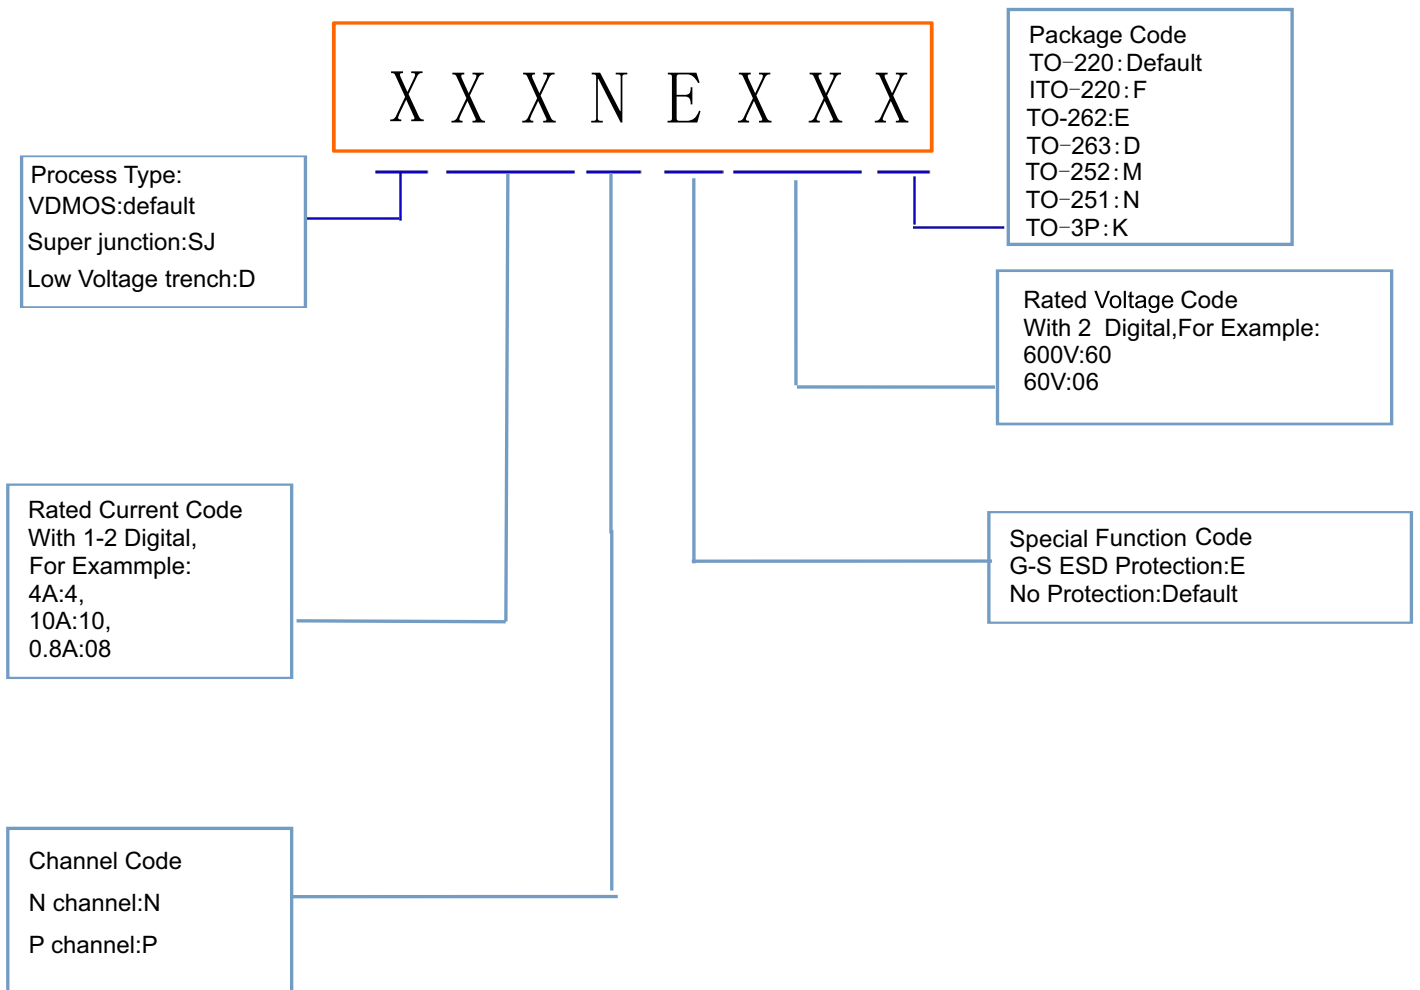 X X X N E X X X
Process Type:
VDMOS:default
Super junction:SJ
Low Voltage trench:D
Package Code
TO-220:Default
ITO-220:F
TO-262:E
TO-263:D
TO-252:M
TO-251:N
TO-3P:K
Rated Voltage Code
With 2 Digital,For Example:
600V:60
60V:06
Rated Current Code
With 1-2 Digital,
For Exammple:
4A:4,
10A:10,
0.8A:08
Special Function Code
G-S ESD Protection:E
No Protection:Default
Channel Code
N channel:N
P channel:P